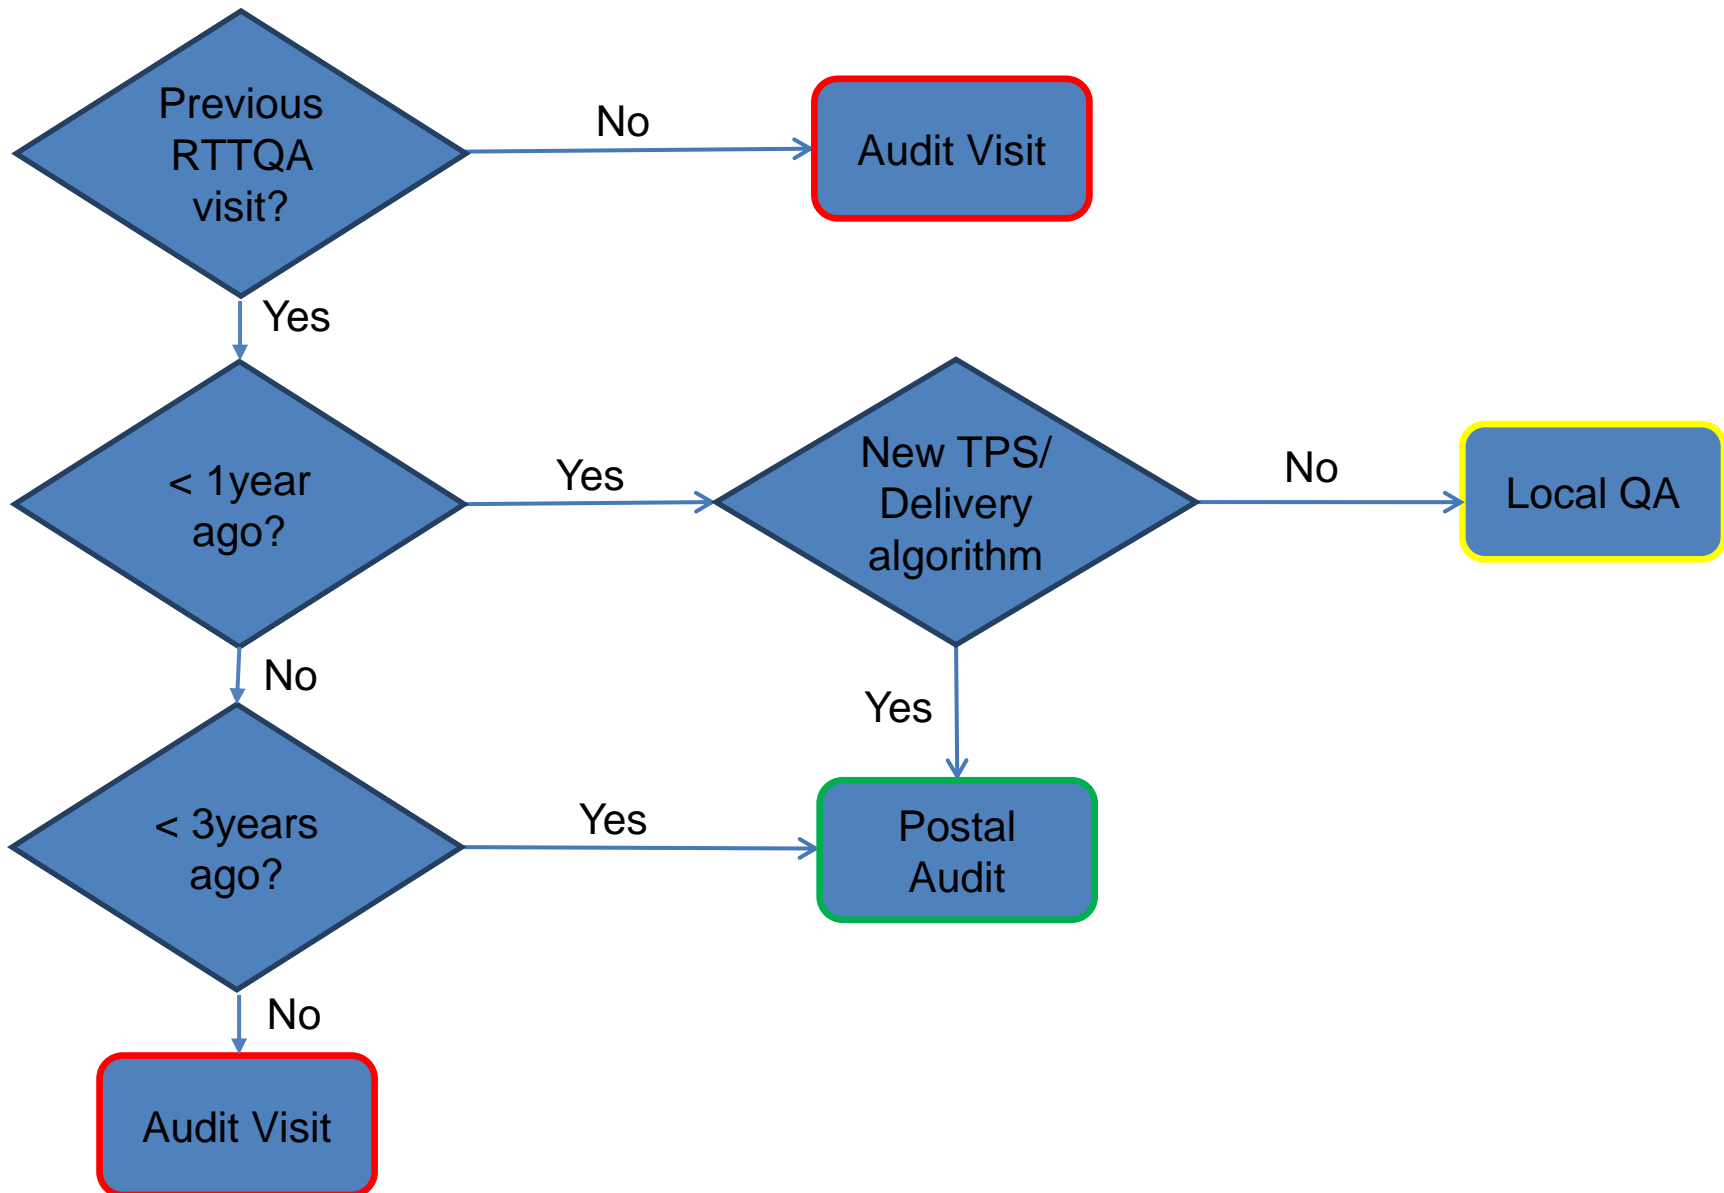 Previous
RTTQA
visit?
No
Audit Visit
Yes
< 1year
ago?
Yes
New TPS/
Delivery
algorithm
No
Local QA
No
Yes
< 3years
ago?
Yes
Postal
Audit
No
Audit Visit